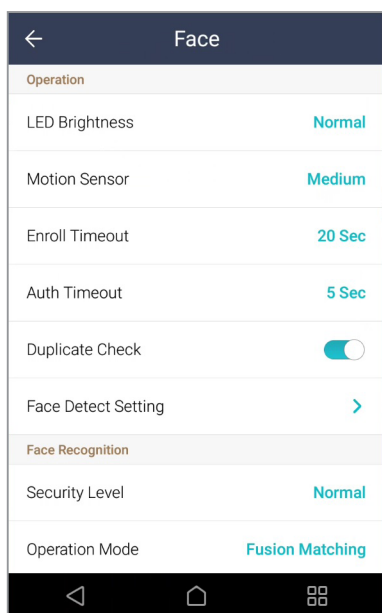 Face
Operation
LED Brightness Normal
Motion Sensor Medium
Enroll Timeout 20 Sec
Auth Timeout 5 Sec
Duplicate Check
Face Detect Setting
Face Recognition
Security Level Normal
Operation Mode Fusion Matching